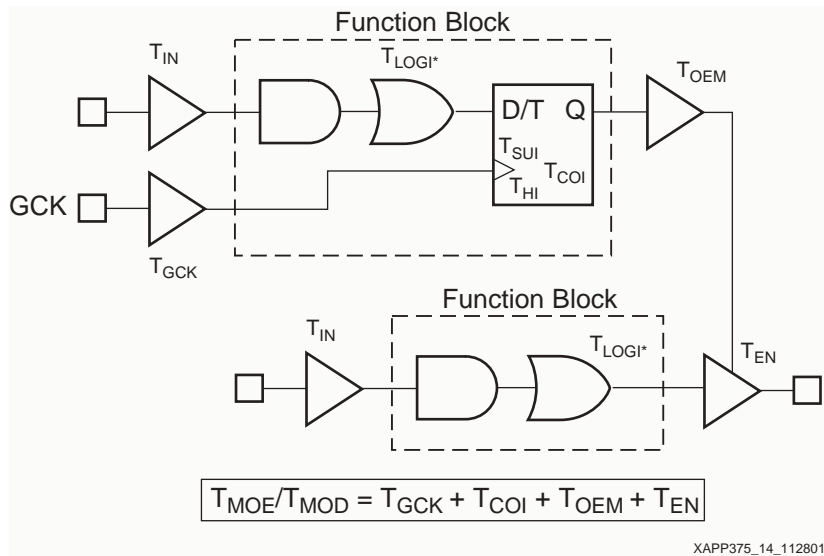 Function Block
T_IN
T_LOGI*
T_OEM
D/T Q
T_SUI
T_HI
T_COI
GCK
T_GCK
Function Block
T_IN
T_LOGI*
T_EN
T_MOE/T_MOD = T_GCK + T_COI + T_OEM + T_EN
XAPP375_14_112801